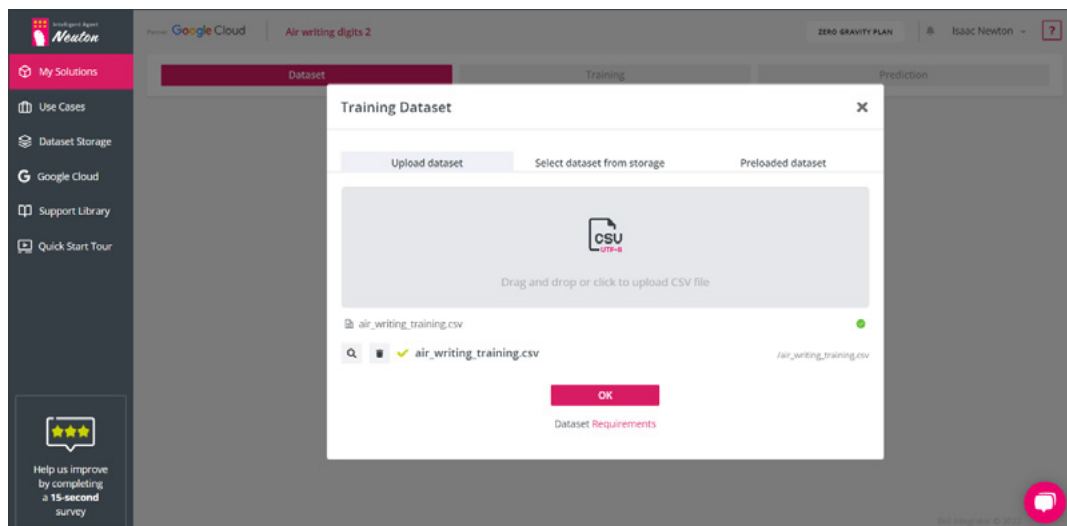 Intelligent Agent
Neuton
Partner Google Cloud
Air writing digits 2
ZERO GRAVITY PLAN
Isaac Newton
?
My Solutions
Use Cases
Dataset Storage
Google Cloud
Support Library
Quick Start Tour
Dataset
Training
Prediction
Training Dataset
Upload dataset
Select dataset from storage
Preloaded dataset
CSV
UTF-8
Drag and drop or click to upload CSV file
air_writing_training.csv
air_writing_training.csv
/air_writing_training.csv
OK
Dataset Requirements
Help us improve
by completing
a 15-second
survey